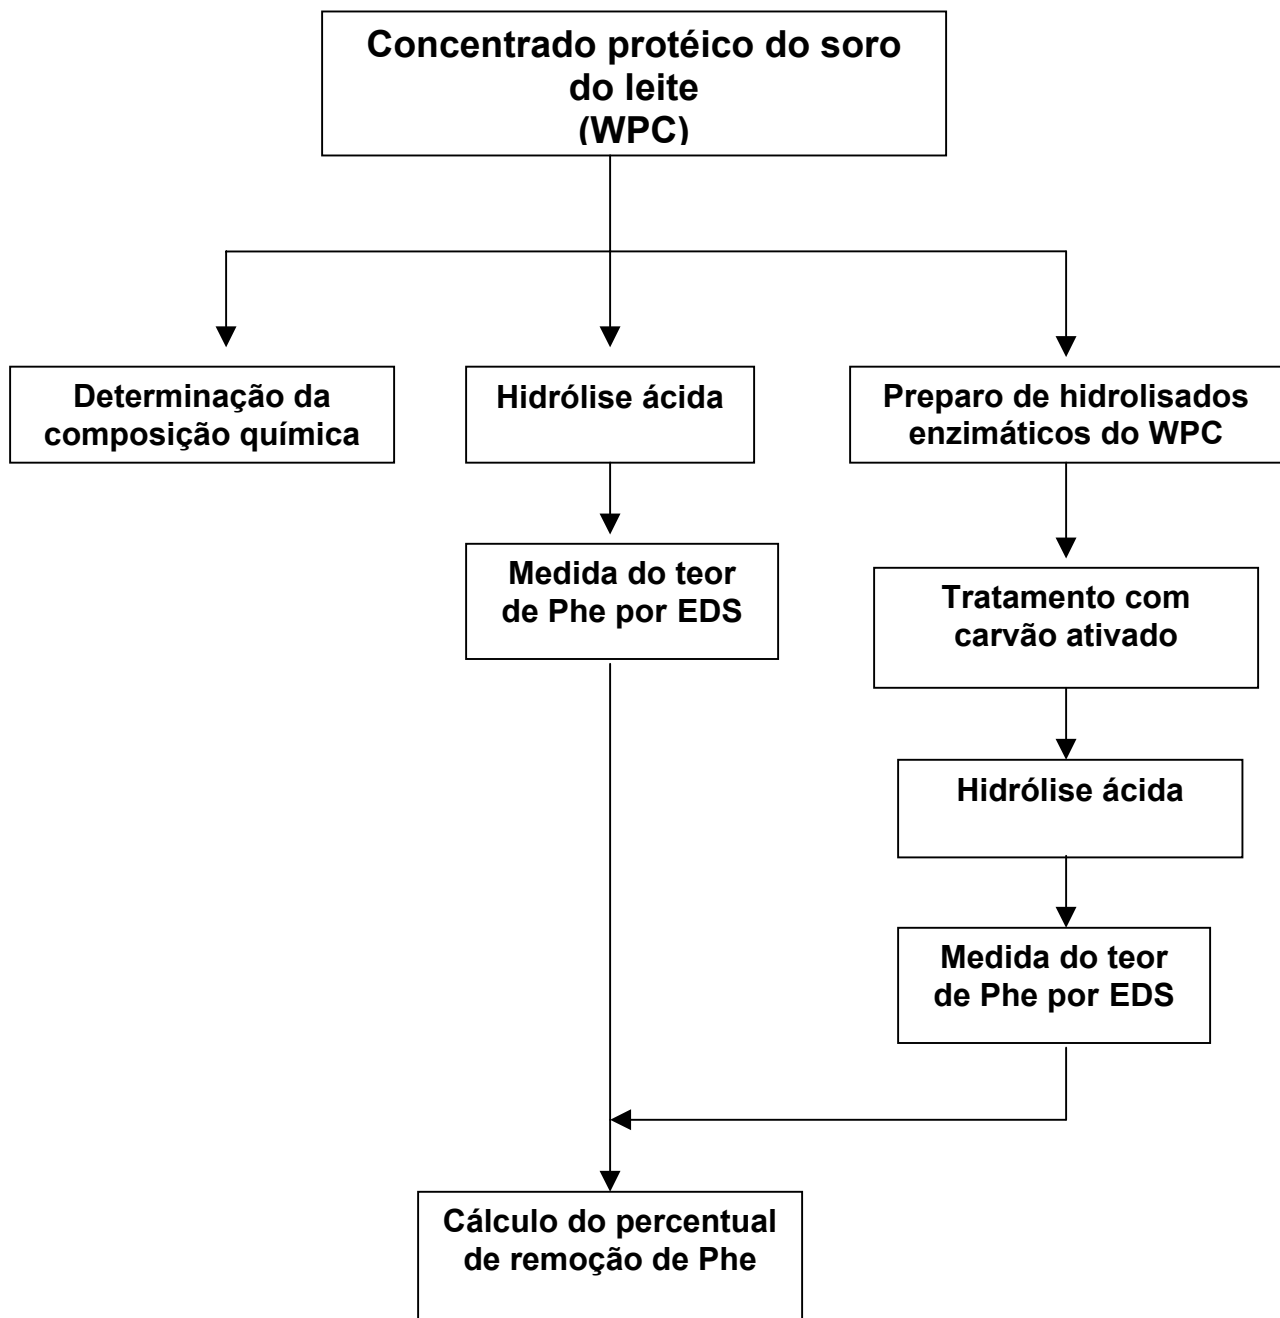 Concentrado protéico do soro
do leite
(WPC)
Determinação da
composição química
Hidrólise ácida
Preparo de hidrolisados
enzimáticos do WPC
Medida do teor
de Phe por EDS
Tratamento com
carvão ativado
Hidrólise ácida
Medida do teor
de Phe por EDS
Cálculo do percentual
de remoção de Phe